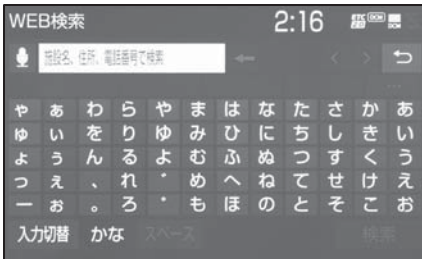 WEB検索 2:16 ETC 2.0 DCM
施設名、住所、電話番号で検索
ゃ ぁ わ ら や ま は な た さ か あ
ゅ ぃ を り ゆ み ひ に ち し き い
ょ ぅ ん る よ む ふ ぬ つ す く う
っ ぇ 、 れ ゛ め へ ね て せ け え
ー ぉ 。 ろ ゜ も ほ の と そ こ お
入力切替 かな スペース 検索